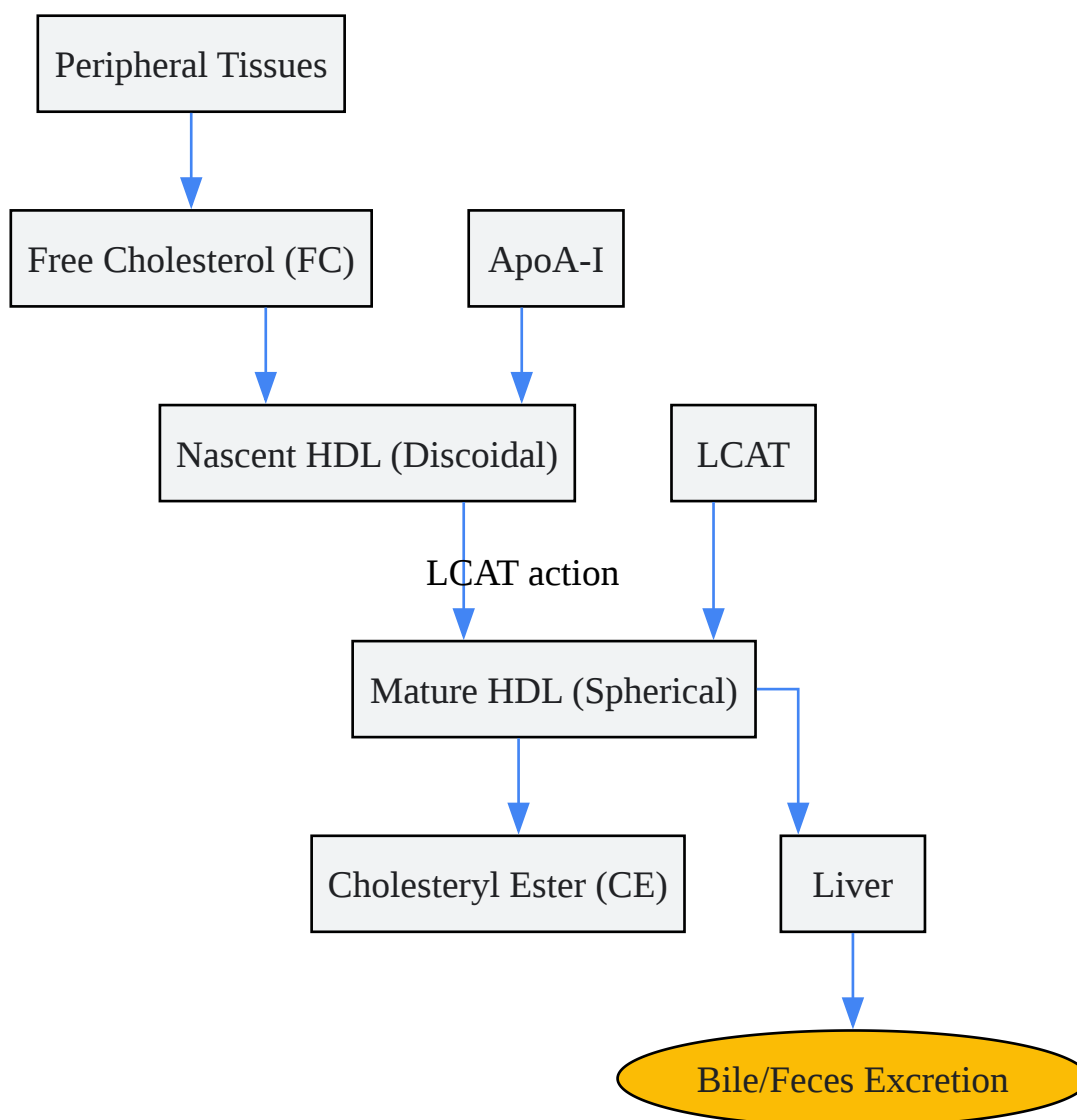 Peripheral Tissues
Free Cholesterol (FC)
ApoA-I
Nascent HDL (Discoidal)
LCAT
LCAT action
Mature HDL (Spherical)
Cholesteryl Ester (CE)
Liver
Bile/Feces Excretion